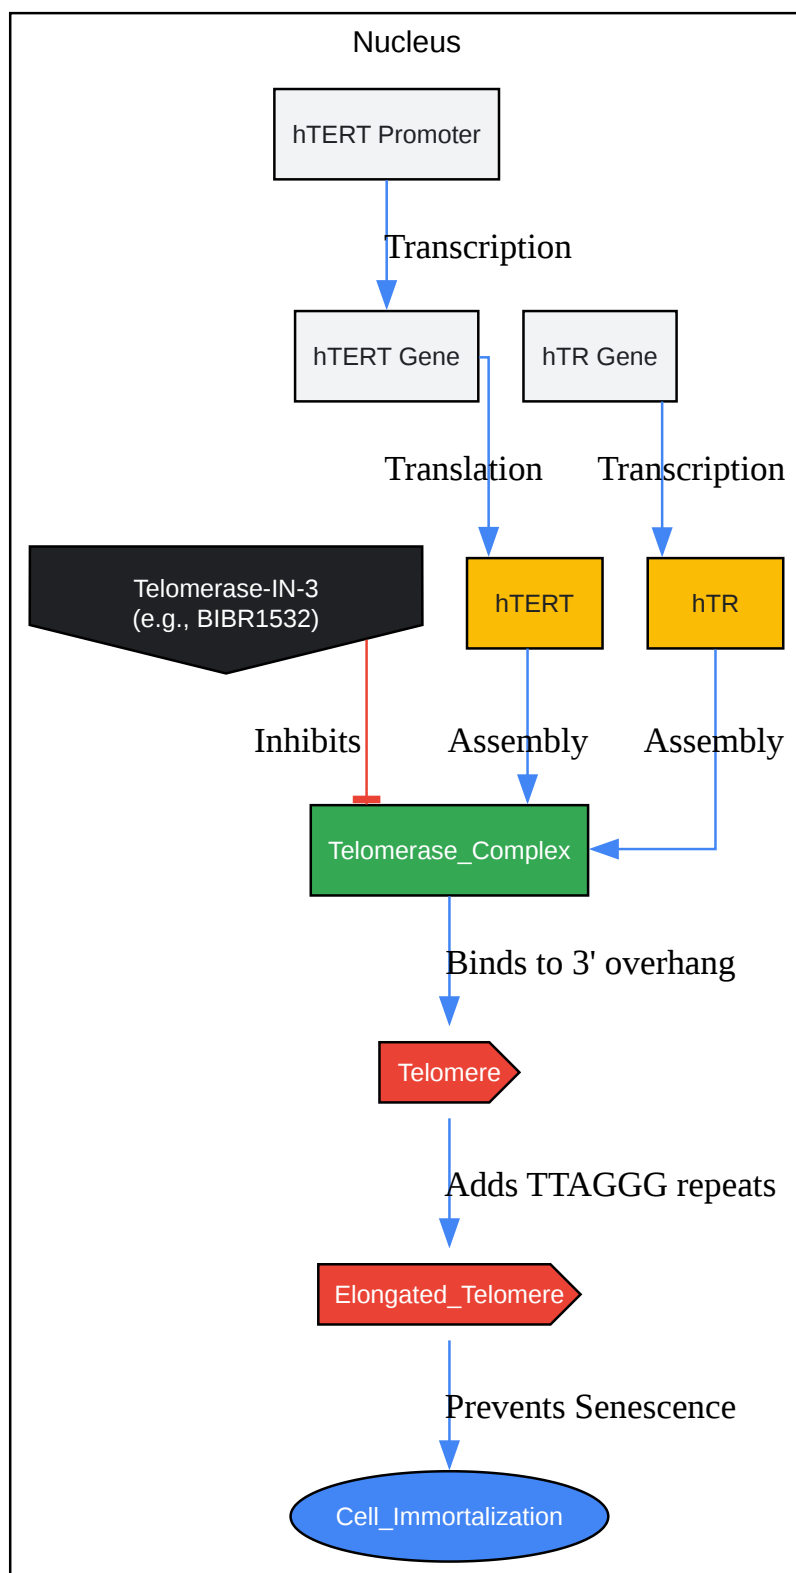 Nucleus
hTERT Promoter
Transcription
hTERT Gene
hTR Gene
Translation
Transcription
Telomerase-IN-3
(e.g., BIBR1532)
hTERT
hTR
Inhibits
Assembly
Assembly
Telomerase_Complex
Binds to 3' overhang
Telomere
Adds TTAGGG repeats
Elongated_Telomere
Prevents Senescence
Cell_Immortalization